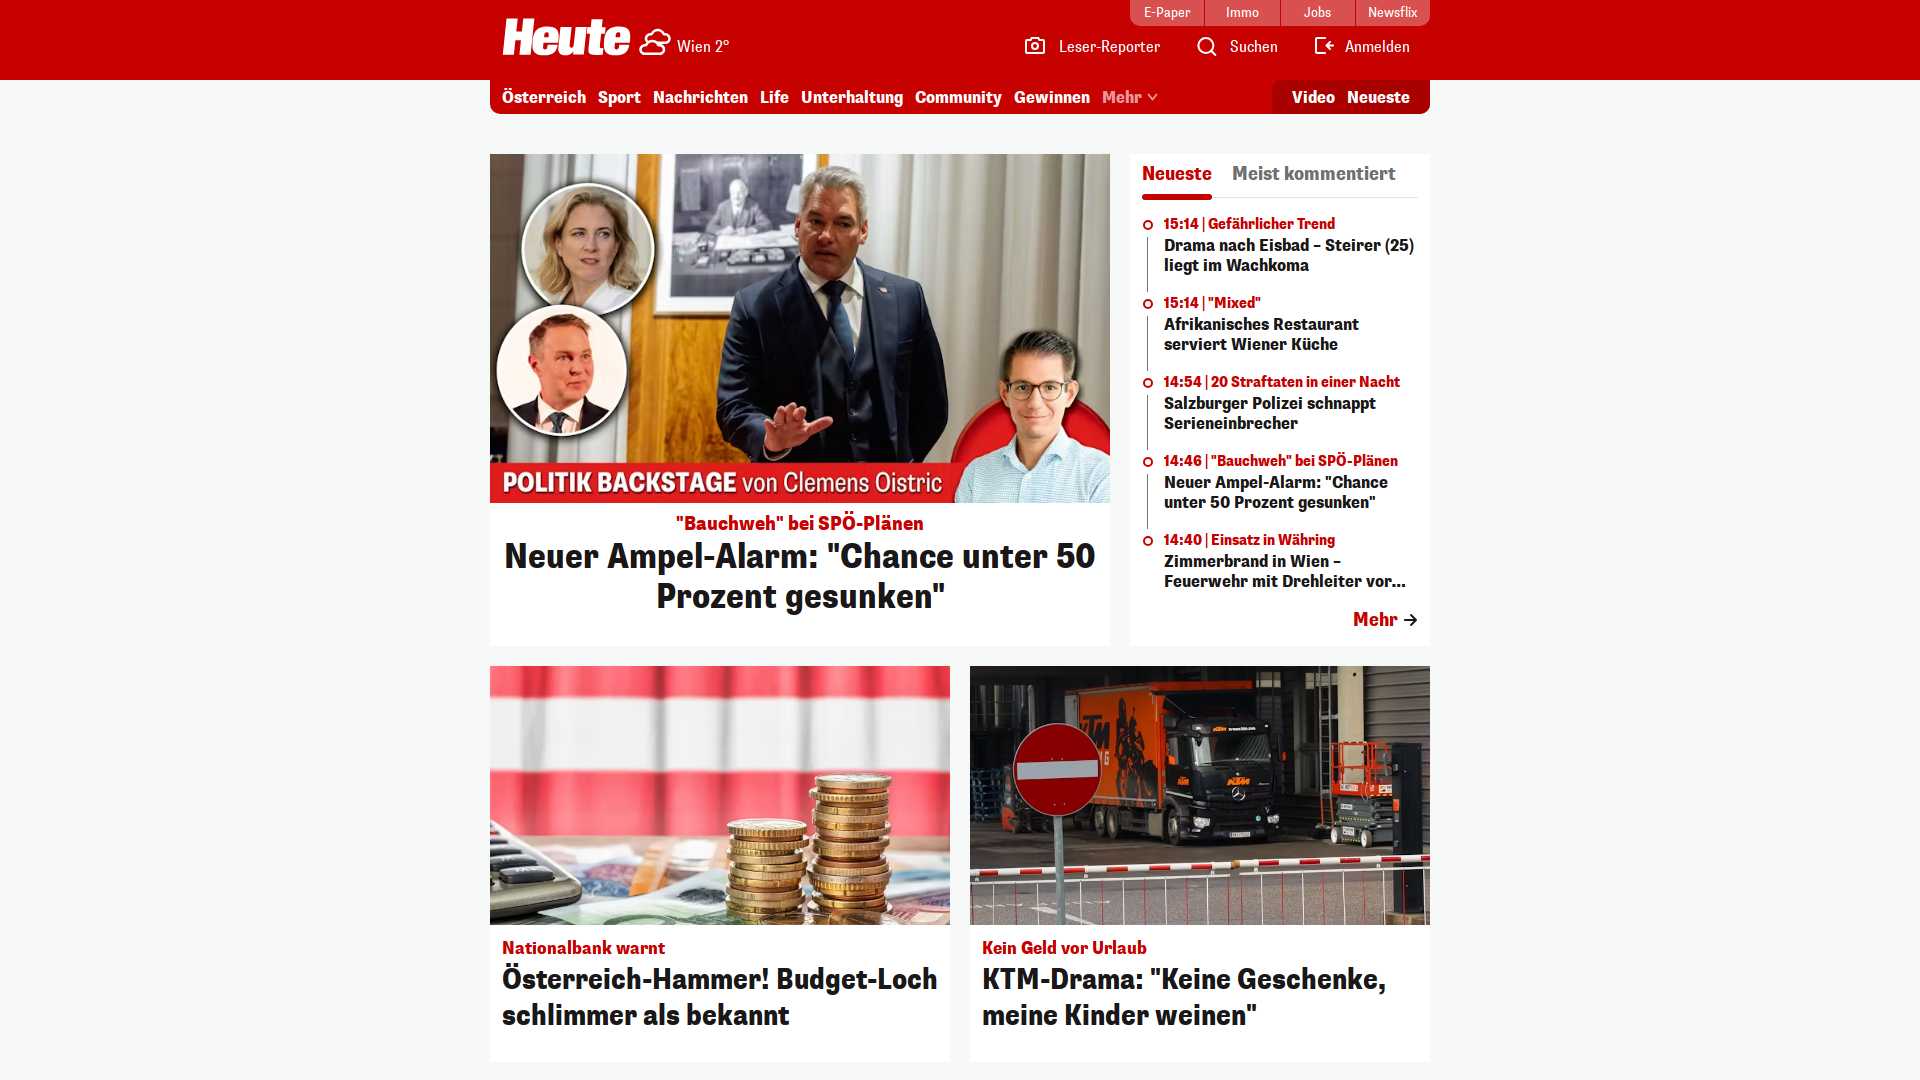 E-Paper
Immo
Jobs
Newsflix
Heute
Wien 2°
Leser-Reporter
Suchen
Anmelden
Österreich
Sport
Nachrichten
Life
Unterhaltung
Community
Gewinnen
Mehr
Video
Neueste
POLITIK BACKSTAGE von Clemens Oistric
"Bauchweh" bei SPÖ-Plänen
Neuer Ampel-Alarm: "Chance unter 50
Prozent gesunken"
Neueste
Meist kommentiert
15:14 | Gefährlicher Trend
Drama nach Eisbad – Steirer (25)
liegt im Wachkoma
15:14 | "Mixed"
Afrikanisches Restaurant
serviert Wiener Küche
14:54 | 20 Straftaten in einer Nacht
Salzburger Polizei schnappt
Serieneinbrecher
14:46 | "Bauchweh" bei SPÖ-Plänen
Neuer Ampel-Alarm: "Chance
unter 50 Prozent gesunken"
14:40 | Einsatz in Währing
Zimmerbrand in Wien –
Feuerwehr mit Drehleiter vor...
Mehr
Nationalbank warnt
Österreich-Hammer! Budget-Loch
schlimmer als bekannt
KTM
KTM
Kein Geld vor Urlaub
KTM-Drama: "Keine Geschenke,
meine Kinder weinen"